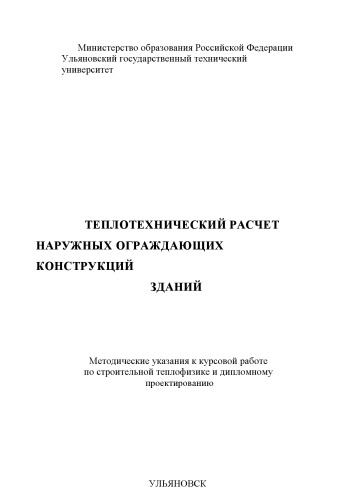 Министерство образования Российской Федерации
Ульяновский государственный технический
университет
ТЕПЛОТЕХНИЧЕСКИЙ РАСЧЕТ
НАРУЖНЫХ ОГРАЖДАЮЩИХ
КОНСТРУКЦИЙ
ЗДАНИЙ
Методические указания к курсовой работе
по строительной теплофизике и дипломному
проектированию
УЛЬЯНОВСК